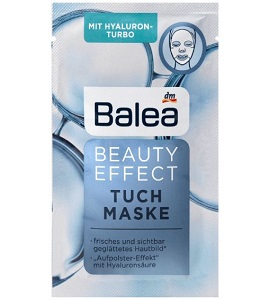 MIT HYALURON-
TURBO
dm
Balea
BEAUTY
EFFECT
TUCH
MASKE
• frisches und sichtbar
geglättetes Hautbild*
• „Aufpolster-Effekt"
mit Hyaluronsäure